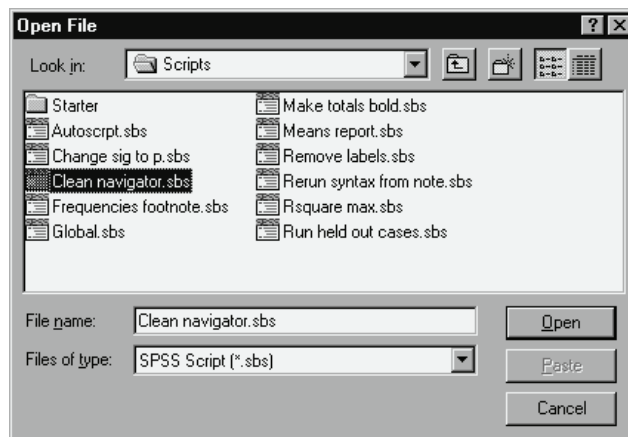 Open File
Look in:
Scripts
Starter
Autoscrpt.sbs
Change sig to p.sbs
Clean navigator.sbs
Frequencies footnote.sbs
Global.sbs
Make totals bold.sbs
Means report.sbs
Remove labels.sbs
Rerun syntax from note.sbs
Rsquare max.sbs
Run held out cases.sbs
File name:
Clean navigator.sbs
Open
Files of type:
SPSS Script (*.sbs)
Paste
Cancel